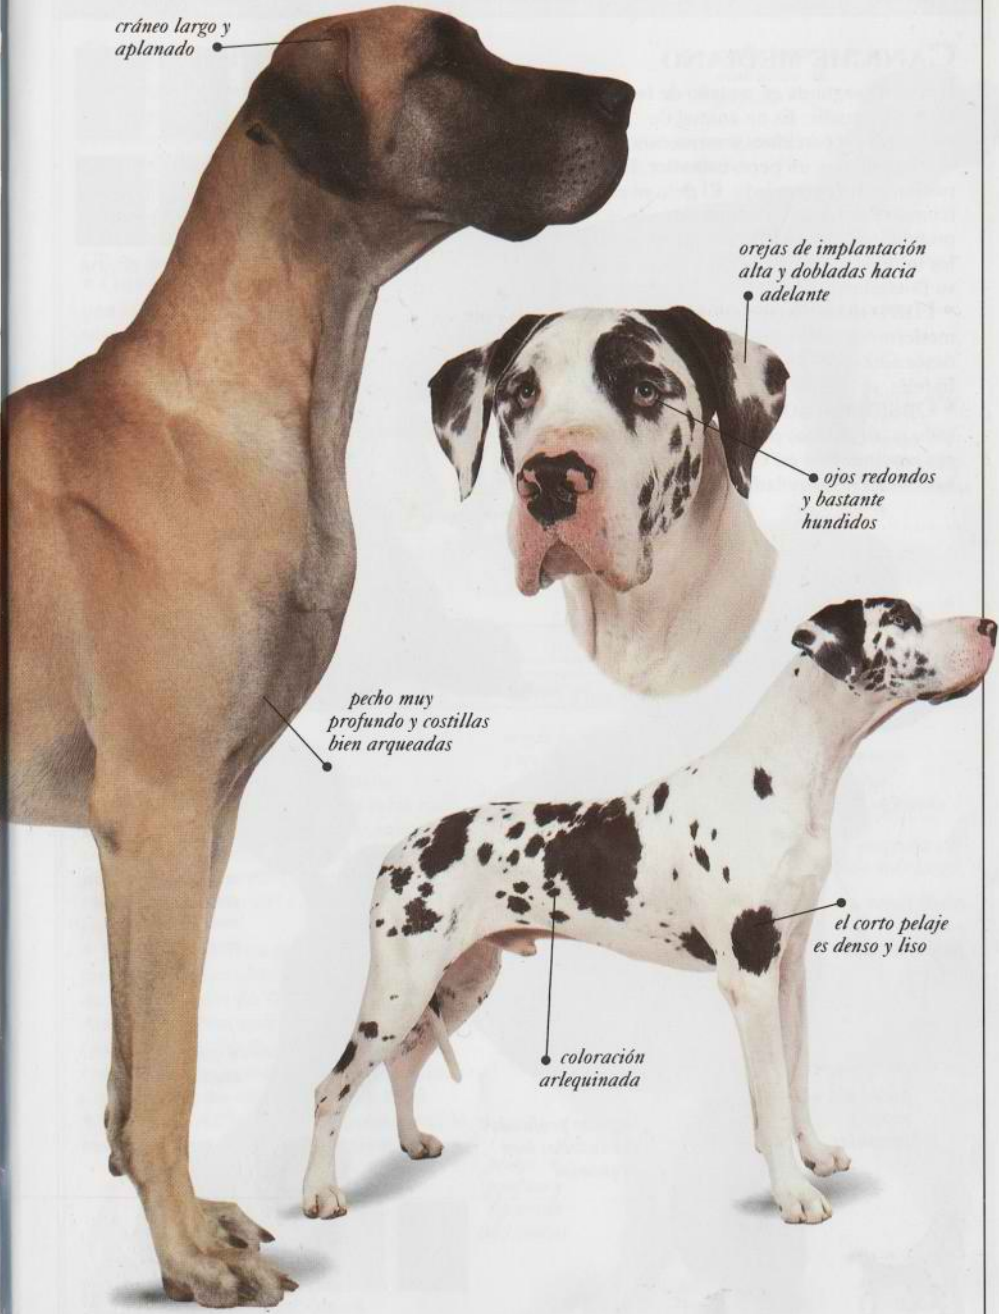 cráneo largo y
aplanado
orejas de implantación
alta y dobladas hacia
adelante
ojos redondos
y bastante
hundidos
pecho muy
profundo y costillas
bien arqueadas
el corto pelaje
es denso y liso
coloración
arlequinada